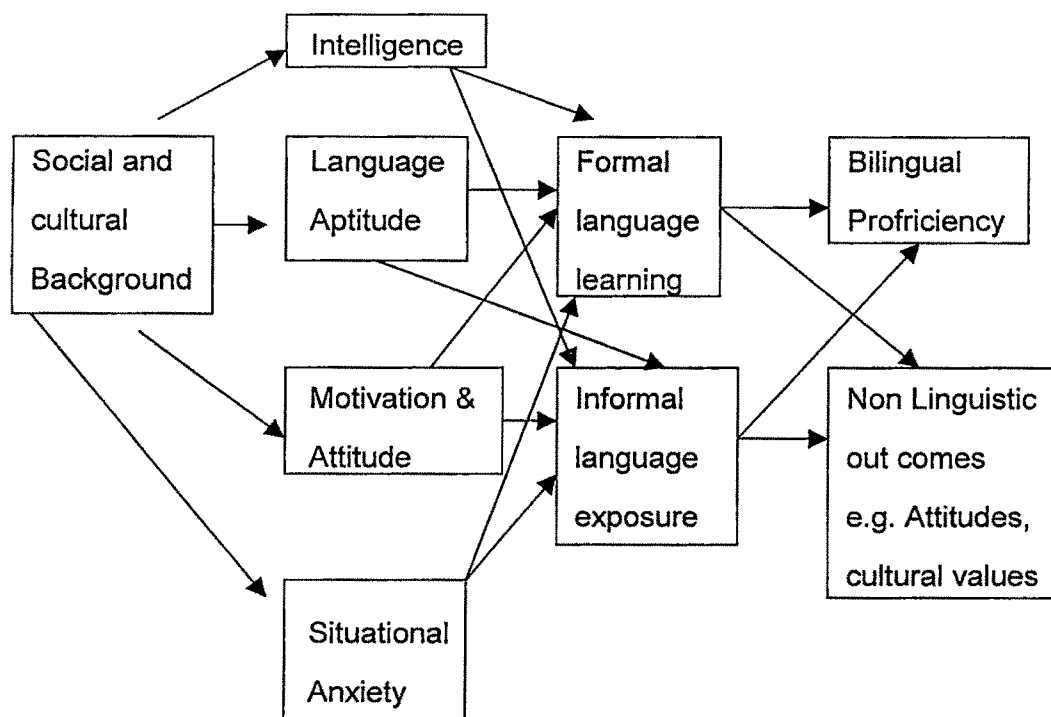 Intelligence
Social and
cultural
Background
Language
Aptitude
Motivation &
Attitude
Situational
Anxiety
Formal
language
learning
Informal
language
exposure
Bilingual
Profriciency
Non Linguistic
out comes
e.g. Attitudes,
cultural values